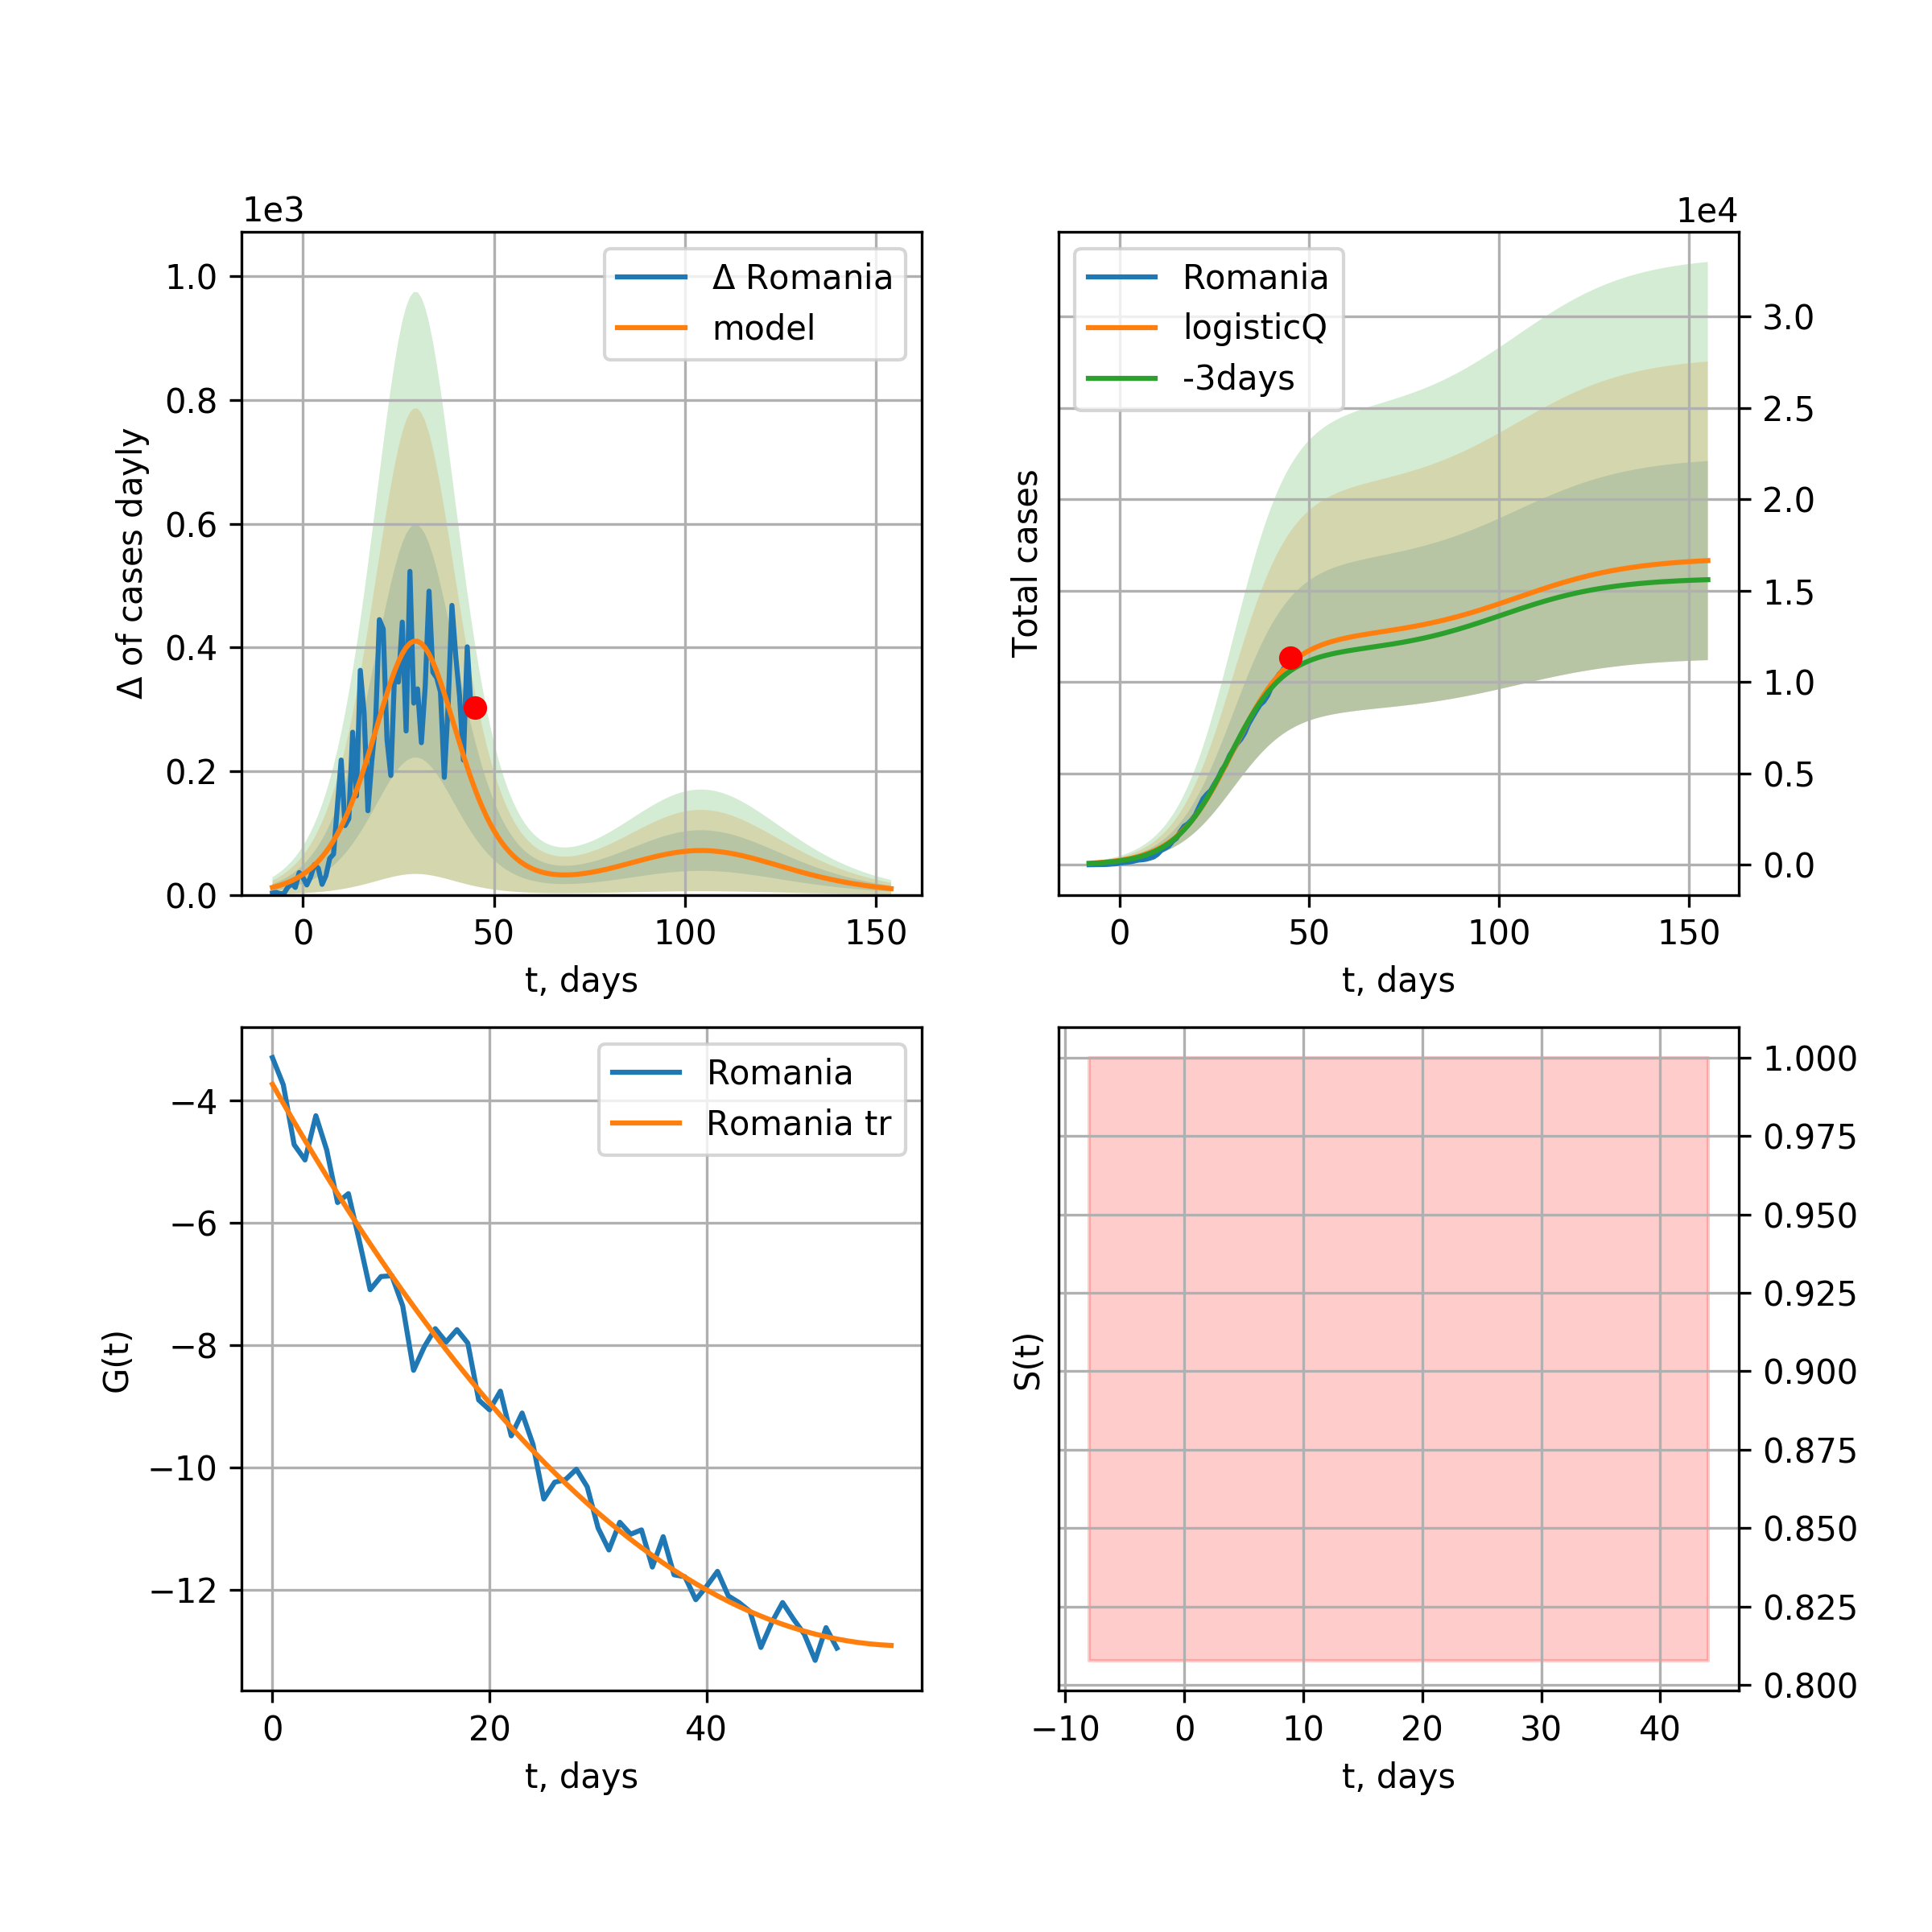 1e3
1.0
0.8
0.6
0.4
0.2
0.0
Δ of cases dayly
Δ Romania
model
0 50 100 150
t, days
1e4
Romania
logisticQ
-3days
3.0
2.5
2.0
1.5
1.0
0.5
0.0
Total cases
0 50 100 150
t, days
−4
−6
−8
−10
−12
G(t)
Romania
Romania tr
0 20 40
t, days
1.000
0.975
0.950
0.925
0.900
0.875
0.850
0.825
0.800
S(t)
−10 0 10 20 30 40
t, days